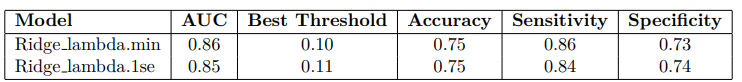 Model AUC Best Threshold Accuracy Sensitivity Specificity
Ridge_lambda.min 0.86 0.10 0.75 0.86 0.73
Ridge_lambda.1se 0.85 0.11 0.75 0.84 0.74